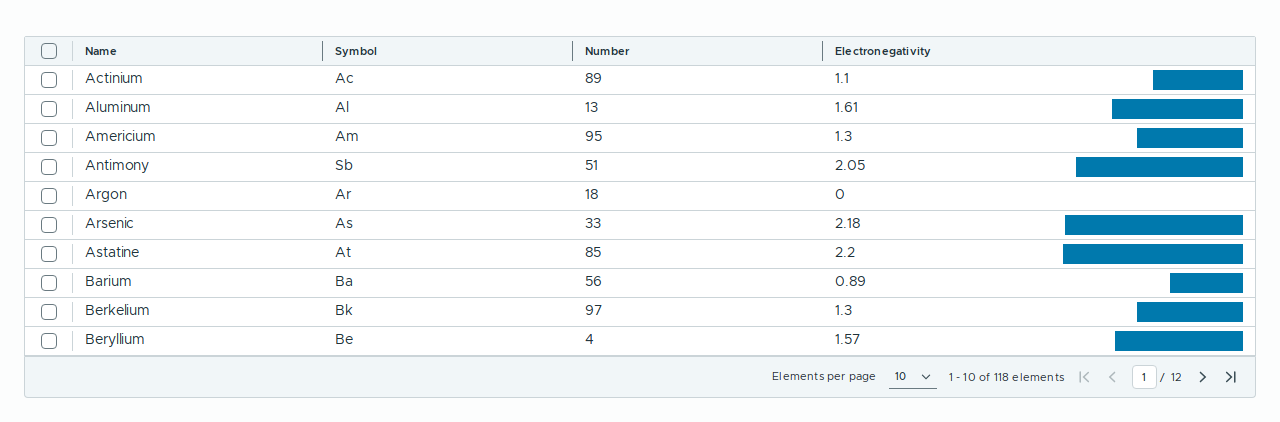 Name Symbol Number Electronegativity
Actinium Ac 89 1.1
Aluminum Al 13 1.61
Americium Am 95 1.3
Antimony Sb 51 2.05
Argon Ar 18 0
Arsenic As 33 2.18
Astatine At 85 2.2
Barium Ba 56 0.89
Berkelium Bk 97 1.3
Beryllium Be 4 1.57
Elements per page 10 1 - 10 of 118 elements 1 / 12